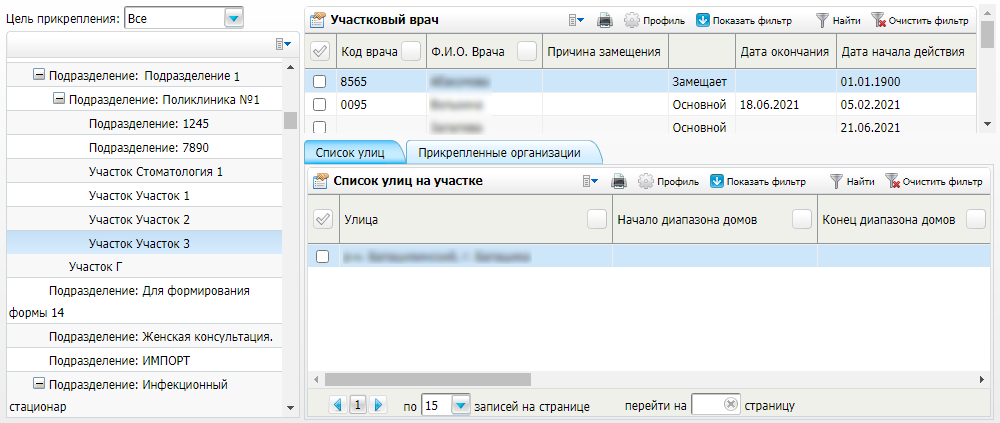 Цель прикрепления: Все
Подразделение: Подразделение 1
Подразделение: Поликлиника №1
Подразделение: 1245
Подразделение: 7890
Участок Стоматология 1
Участок Участок 1
Участок Участок 2
Участок Участок 3
Участок Г
Подразделение: Для формирования
формы 14
Подразделение: Женская консультация.
Подразделение: ИМПОРТ
Подразделение: Инфекционный
стационар
Участковый врач Профиль Показать фильтр Найти Очистить фильтр
Код врача Ф.И.О. Врача Причина замещения Дата окончания Дата начала действия
8565 Замещает 01.01.1900
0095 Основной 18.06.2021 05.02.2021
Основной 21.06.2021
Список улиц Прикрепленные организации
Список улиц на участке Профиль Показать фильтр Найти Очистить фильтр
Улица Начало диапазона домов Конец диапазона домов
1 по 15 записей на странице перейти на страницу